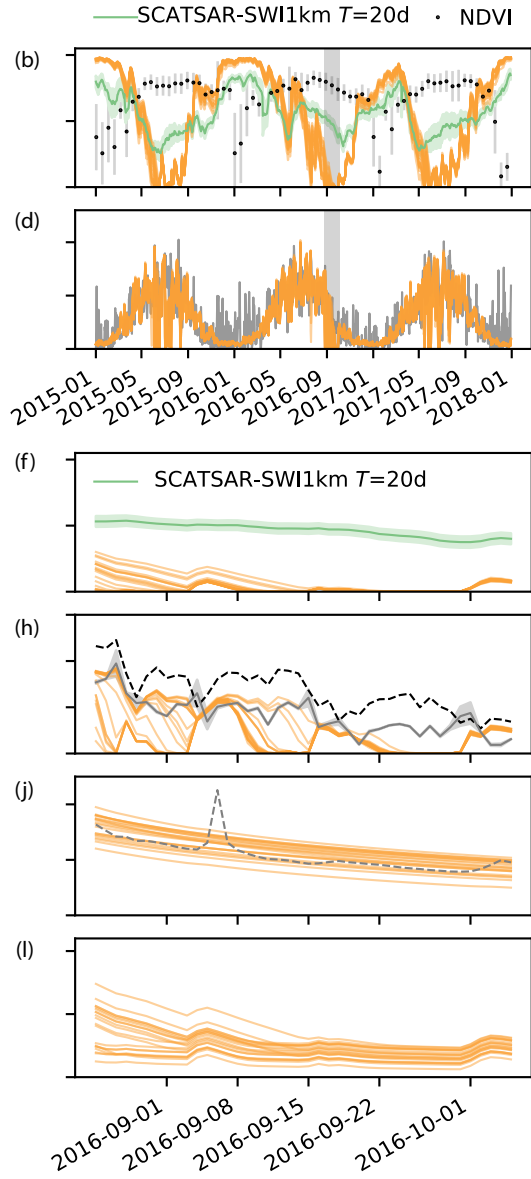 SCATSAR-SWI1km T=20d
NDVI
(b)
(d)
2015-01
2015-05
2015-09
2016-01
2016-05
2016-09
2017-01
2017-05
2017-09
2018-01
(f)
SCATSAR-SWI1km T=20d
(h)
(j)
(l)
2016-09-01
2016-09-08
2016-09-15
2016-09-22
2016-10-01